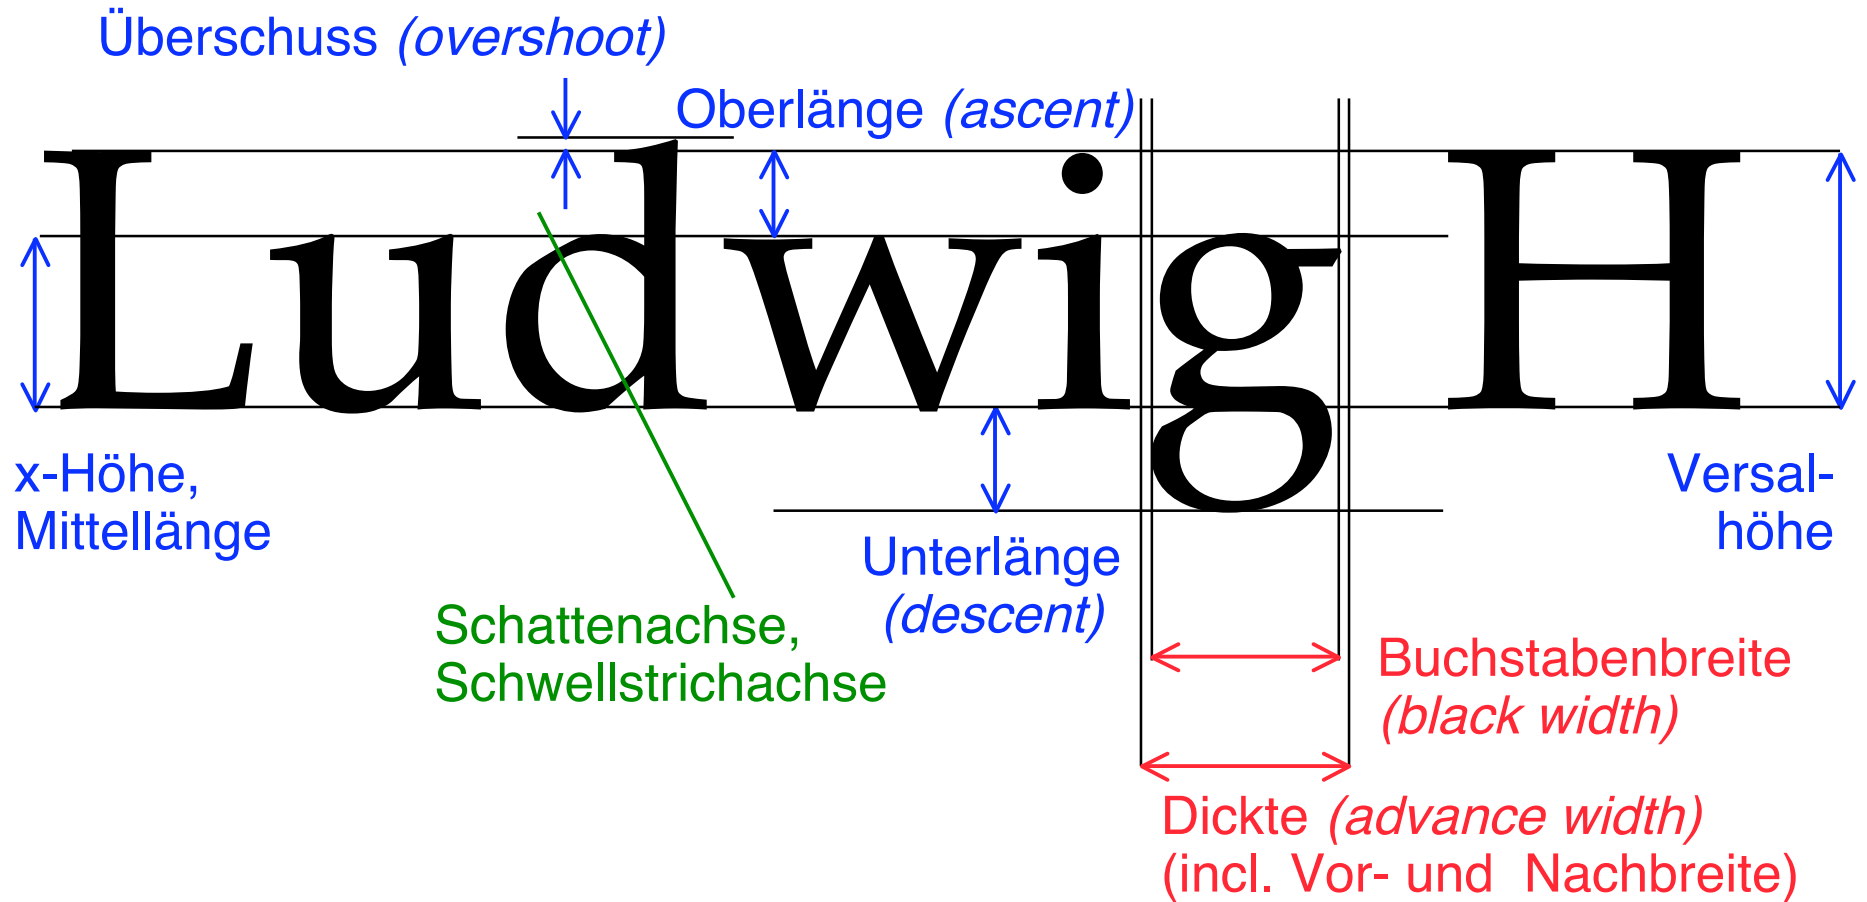 Überschuss (overshoot)
Oberlänge (ascent)
Ludwig H
x-Höhe,
Mittellänge
Versal-
höhe
Unterlänge
(descent)
Schattenachse,
Schwellstrichachse
Buchstabenbreite
(black width)
Dickte (advance width)
(incl. Vor- und Nachbreite)